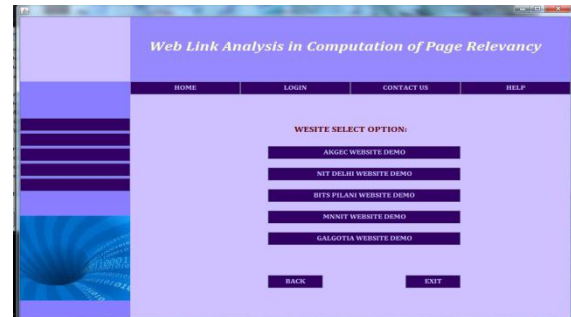 Web Link Analysis in Computation of Page Relevancy
HOME LOGIN CONTACT US HELP
WESITE SELECT OPTION:
AKGEC WEBSITE DEMO
NIT DELHI WEBSITE DEMO
BITS PILANI WEBSITE DEMO
MNNIT WEBSITE DEMO
GALGOTIA WEBSITE DEMO
BACK EXIT